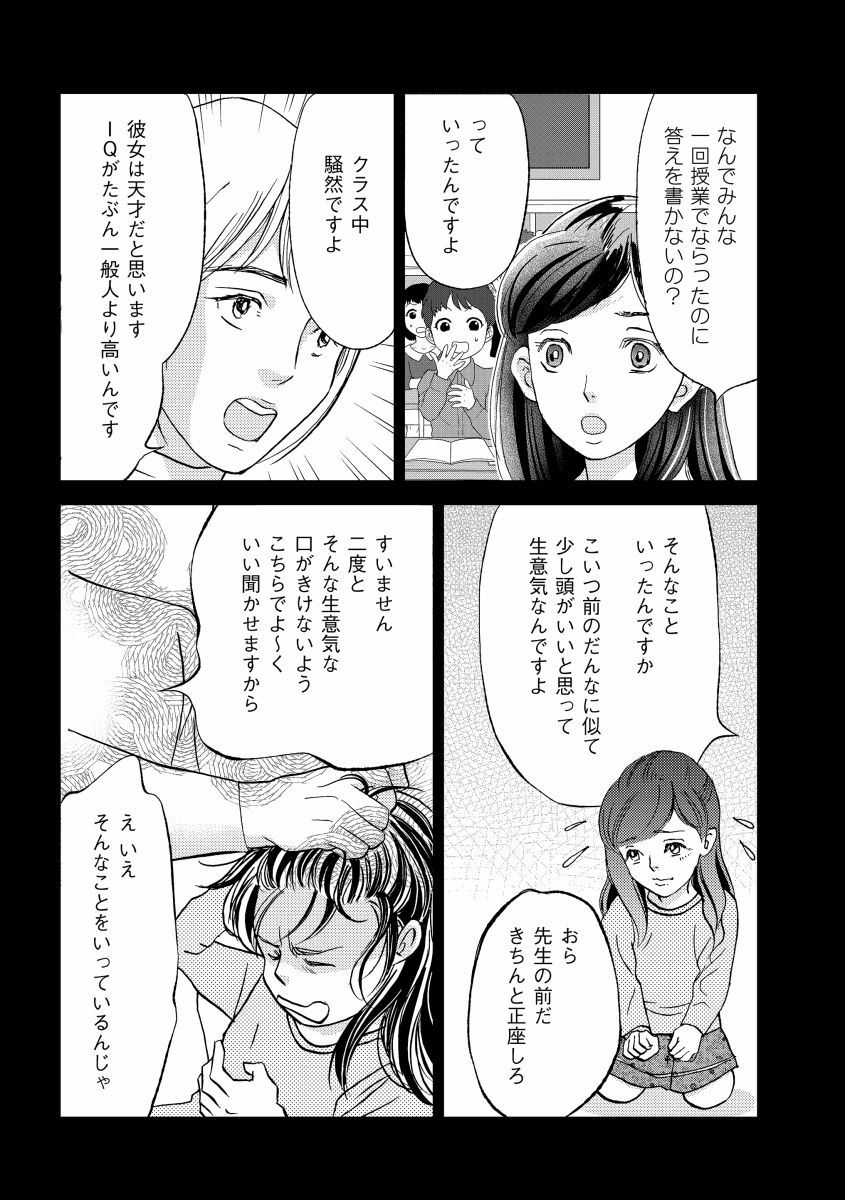 なんでみんな
一回授業でならったのに
答えを書かないの？
って
いったんですよ
クラス中
騒然ですよ
彼女は天才だと思います
ＩＱがたぶん一般人より高いんです
そんなこと
いったんですか
こいつ前のだんなに似て
少し頭がいいと思って
生意気なんですよ
おら
先生の前だ
きちんと正座しろ
すいません
二度と
そんな生意気な
口がきけないよう
こちらでよ～く
いい聞かせますから
え いえ
そんなことをいっているんじゃ